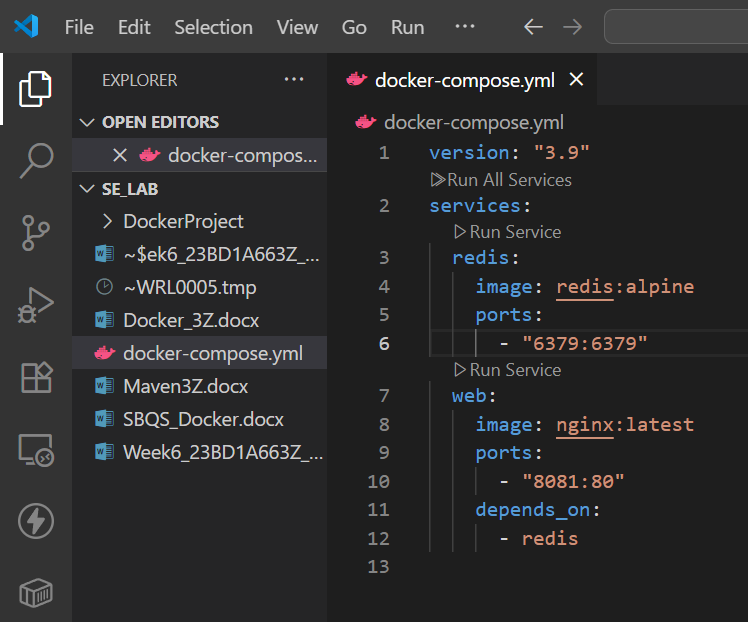 File Edit Selection View Go Run ···
EXPLORER ···
OPEN EDITORS
docker-compos...
SE_LAB
DockerProject
~$ek6_23BD1A663Z_...
~WRL0005.tmp
Docker_3Z.docx
docker-compose.yml
Maven3Z.docx
SBQS_Docker.docx
Week6_23BD1A663Z_...
docker-compose.yml
docker-compose.yml
1 version: "3.9"
Run All Services
2 services:
Run Service
3 redis:
4 image: redis:alpine
5 ports:
6 - "6379:6379"
Run Service
7 web:
8 image: nginx:latest
9 ports:
10 - "8081:80"
11 depends_on:
12 - redis
13